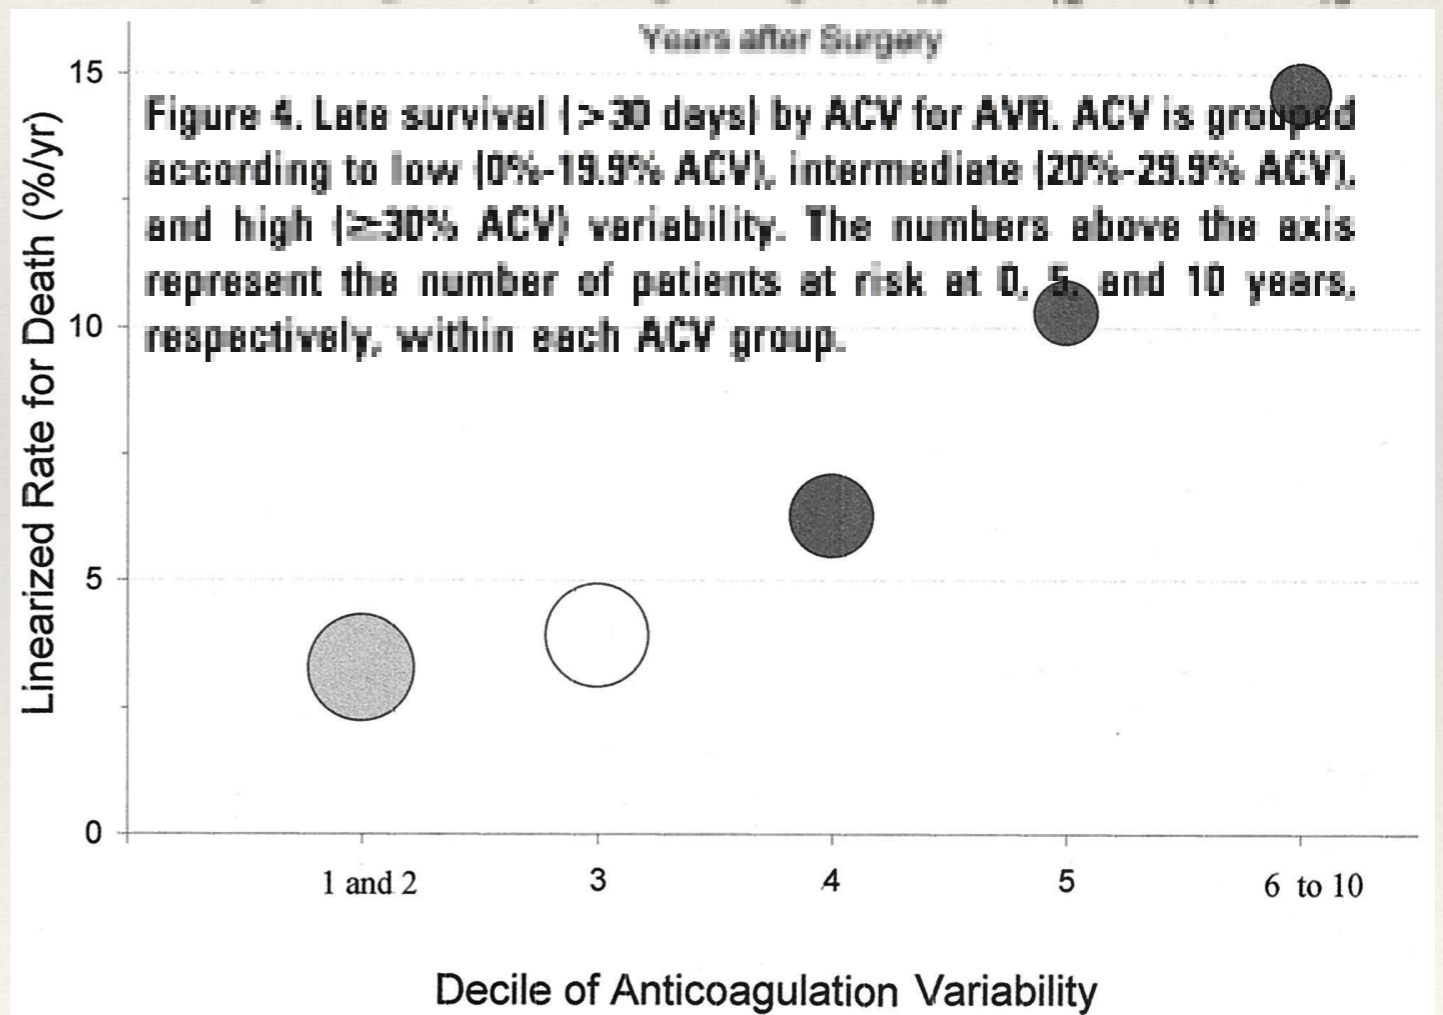 Years after Surgery
15
Figure 4. Late survival (>30 days) by ACV for AVR. ACV is grouped
according to low (0%-19.9% ACV), intermediate (20%-29.9% ACV),
and high (≥30% ACV) variability. The numbers above the axis
represent the number of patients at risk at 0, 5, and 10 years,
10
respectively, within each ACV group.
Linearized Rate for Death (%/yr)
5
0
1 and 2 3 4 5 6 to 10
Decile of Anticoagulation Variability